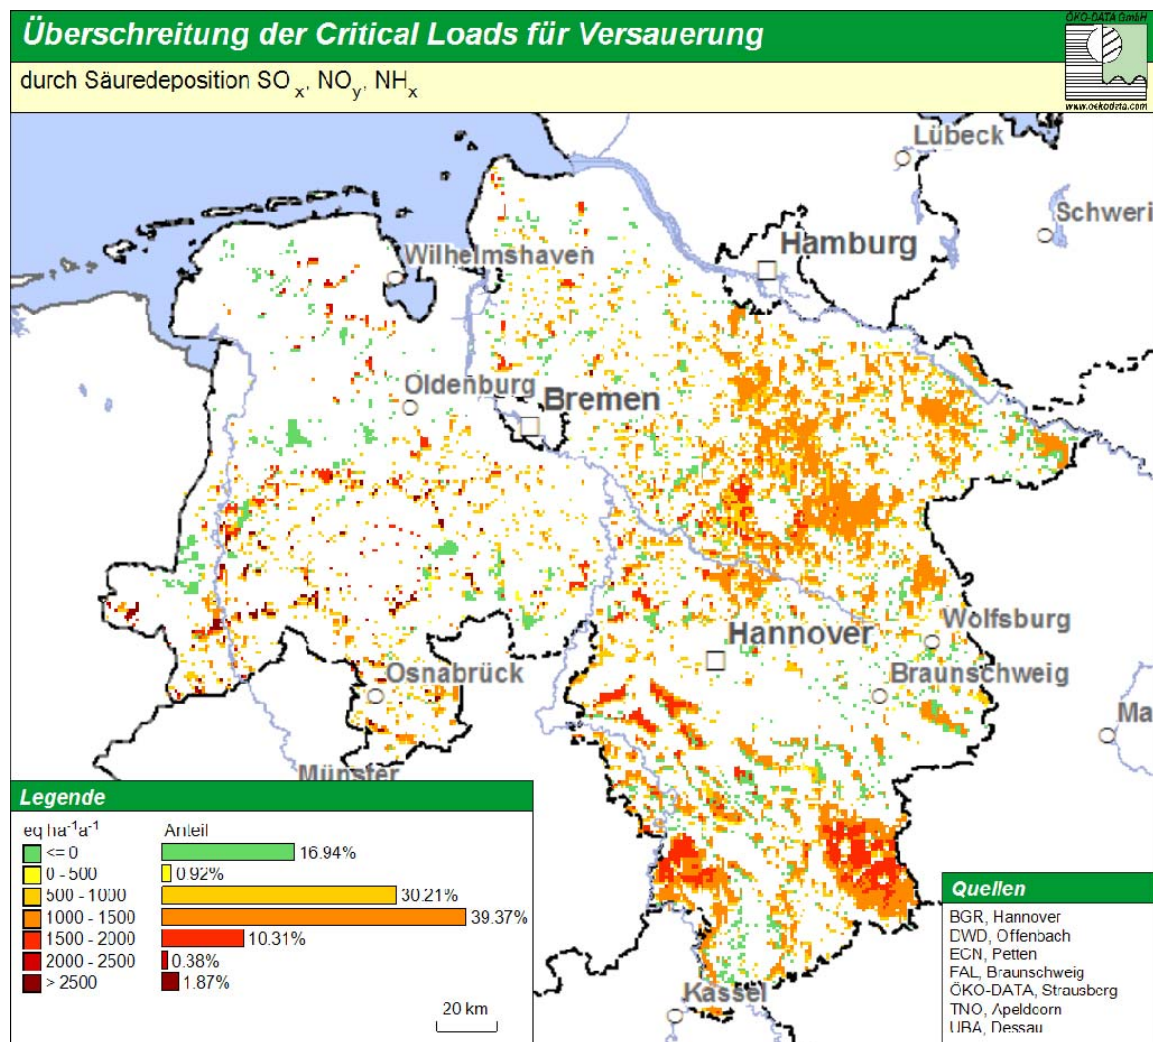 Überschreitung der Critical Loads für Versauerung
ÖKO-DATA GmbH
durch Säuredeposition SOₓ, NOᵧ, NHₓ
www.oekodata.com
Lübeck
Schweri
Hamburg
Wilhelmshaven
Oldenburg
Bremen
Wolfsburg
Hannover
Osnabrück
Braunschweig
Ma
Münster
Kassel
Legende
eq ha⁻¹a⁻¹ Anteil
<= 0 16.94%
0 - 500 0.92%
500 - 1000 30.21%
1000 - 1500 39.37%
1500 - 2000 10.31%
2000 - 2500 0.38%
> 2500 1.87%
20 km
Quellen
BGR, Hannover
DWD, Offenbach
ECN, Petten
FAL, Braunschweig
ÖKO-DATA, Strausberg
TNO, Apeldoorn
UBA, Dessau